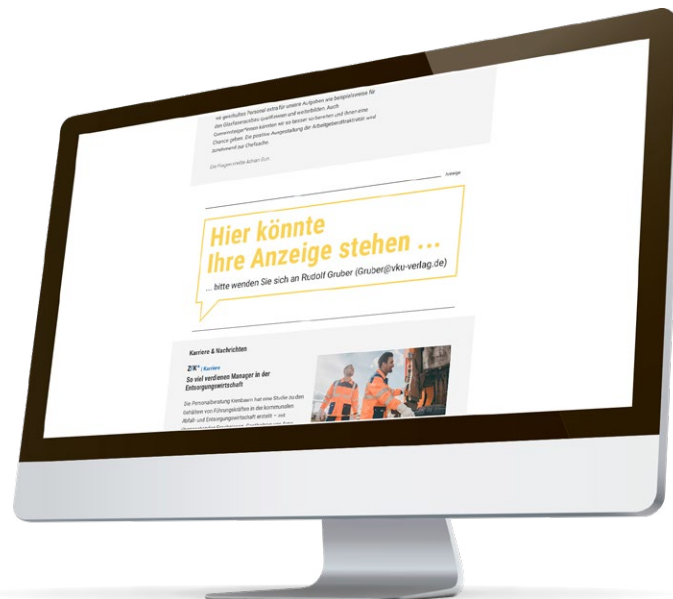 wir geschultes Personal extra für unsere Aufgaben wie beispielsweise für
den Glasfaserausbau qualifizieren und weiterbilden. Auch
Quereinsteiger*innen könnten wir so besser vorbereiten und ihnen eine
Chance geben. Die positive Ausgestaltung der Arbeitgeberattraktivität wird
zunehmend zur Chefsache.
Die Fragen stellte Adrian
Anzeige
Hier könnte
Ihre Anzeige stehen ...
... bitte wenden Sie sich an Rudolf Gruber (Gruber@vku-verlag.de)
Karriere & Nachrichten
ZfK+ | Karriere
So viel verdienen Manager in der
Entsorgungswirtschaft
Die Personalberatung Kienbaum hat eine Studie zu den
Gehältern von Führungskräften in der kommunalen
Abfall- und Entsorgungswirtschaft erstellt – mit